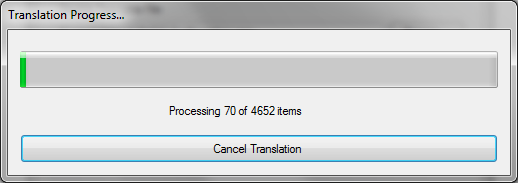 Translation Progress...
Processing 70 of 4652 items
Cancel Translation